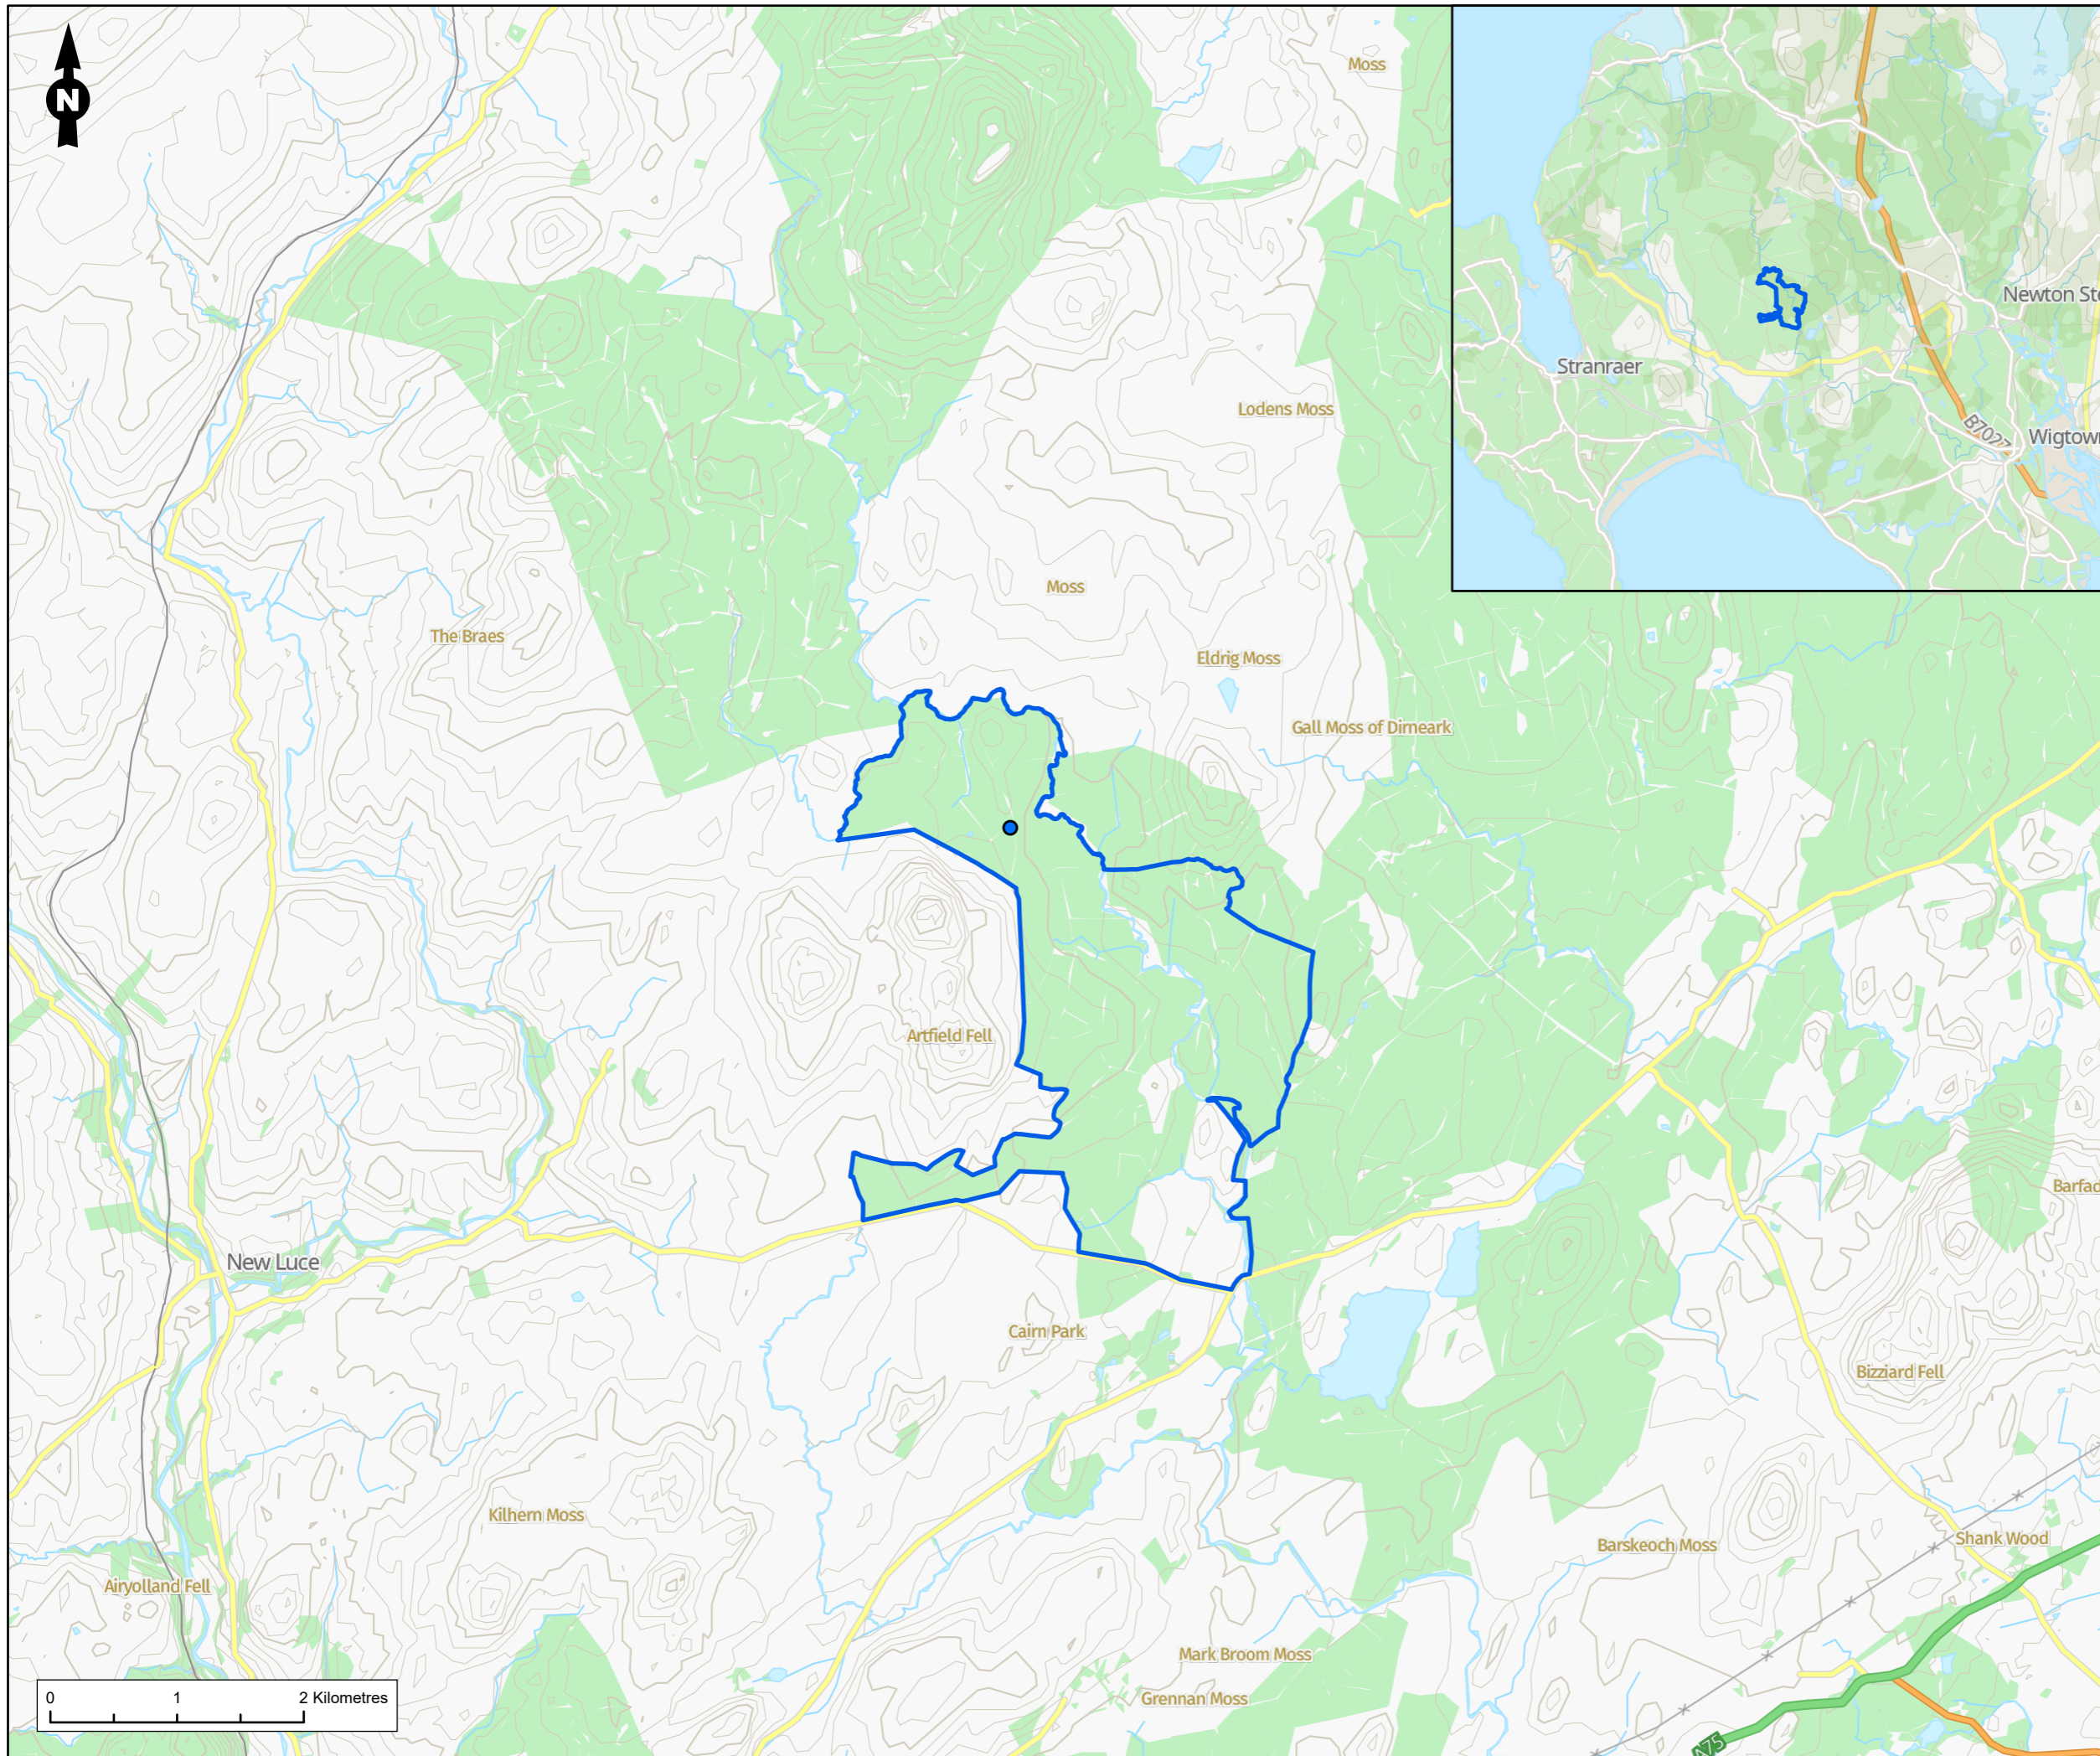 N
Moss
Newton Ste
Stranraer
B7027
Wigtow
Lodens Moss
Moss
The Braes
Eldrig Moss
Gall Moss of Dirneark
Artfield Fell
Barfad
New Luce
Cairn Park
Bizziard Fell
Kilhern Moss
Shank Wood
Barskeoch Moss
Airyolland Fell
Mark Broom Moss
Grennan Moss
0 1 2 Kilometres
A75